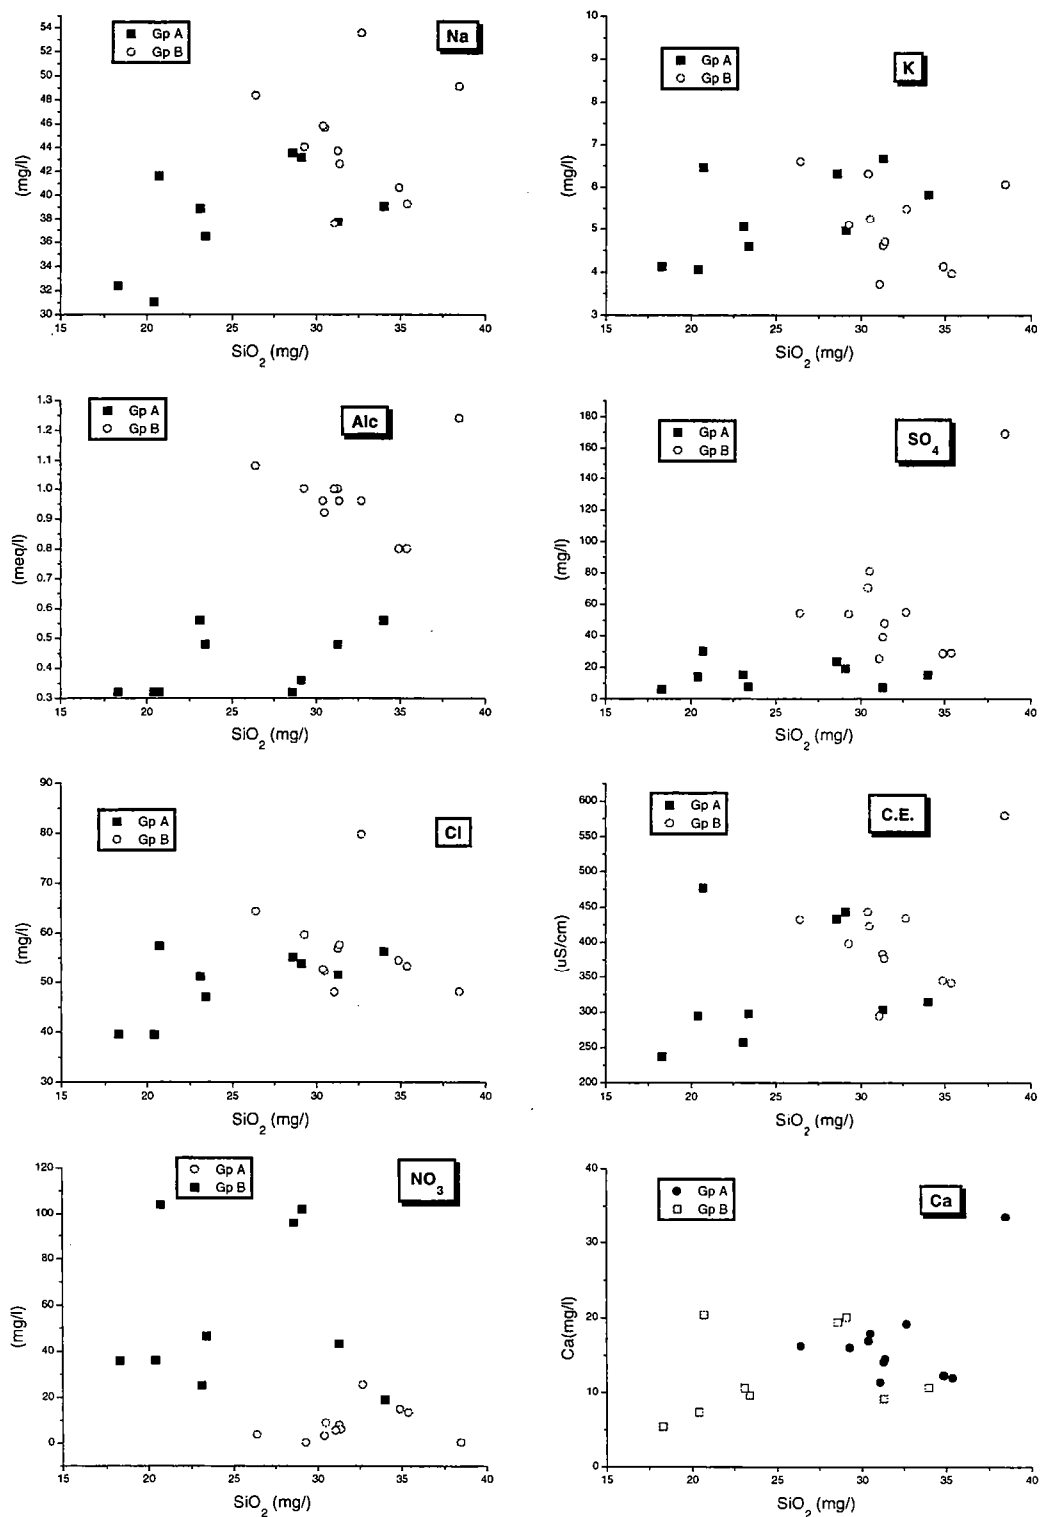 Na
Gp A
Gp B
(mg/l)
54
52
50
48
46
44
42
40
38
36
34
32
30
15
20
25
30
35
40
SiO2 (mg/)
K
Gp A
Gp B
(mg/l)
10
9
8
7
6
5
4
3
15
20
25
30
35
40
SiO2 (mg/)
Alc
Gp A
Gp B
(meq/l)
1.3
1.2
1.1
1.0
0.9
0.8
0.7
0.6
0.5
0.4
0.3
15
20
25
30
35
40
SiO2 (mg/)
SO4
Gp A
Gp B
(mg/l)
180
160
140
120
100
80
60
40
20
0
15
20
25
30
35
40
SiO2 (mg/)
Cl
Gp A
Gp B
(mg/l)
90
80
70
60
50
40
30
15
20
25
30
35
40
SiO2 (mg/)
C.E.
Gp A
Gp B
(uS/cm)
600
550
500
450
400
350
300
250
200
15
20
25
30
35
40
SiO2 (mg/)
NO3
Gp A
Gp B
(mg/l)
120
100
80
60
40
20
0
15
20
25
30
35
40
SiO2 (mg/)
Ca
Gp A
Gp B
Ca(mg/l)
40
30
20
10
0
15
20
25
30
35
40
SiO2 (mg/)